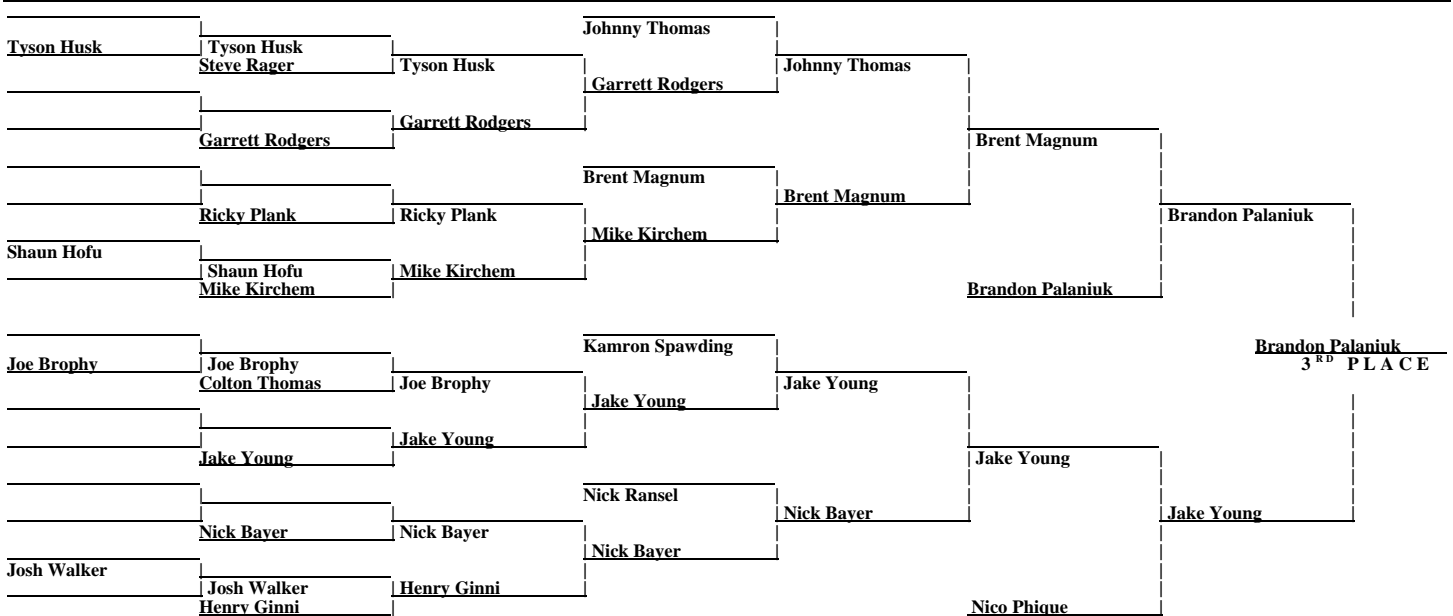 Johnny Thomas
Tyson Husk Tyson Husk
Steve Rager Tyson Husk Johnny Thomas
Garrett Rodgers
Garrett Rodgers
Garrett Rodgers Brent Magnum
Brent Magnum
Brent Magnum
Ricky Plank Ricky Plank Brandon Palaniuk
Mike Kirchem
Shaun Hofu
Shaun Hofu Mike Kirchem
Mike Kirchem Brandon Palaniuk
Kamron Spawding Brandon Palaniuk
Joe Brophy Joe Brophy 3RD PLACE
Colton Thomas Joe Brophy Jake Young
Jake Young
Jake Young
Jake Young Jake Young
Nick Ransel
Nick Bayer Jake Young
Nick Bayer Nick Bayer
Nick Bayer
Josh Walker
Josh Walker Henry Ginni
Henry Ginni Nico Phique